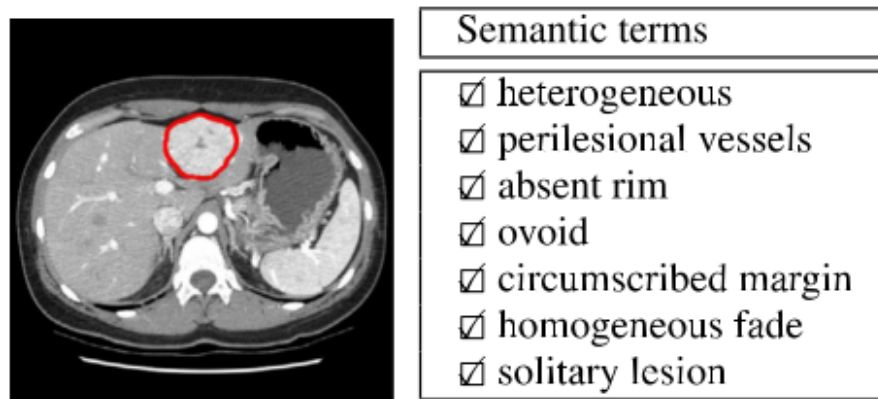 Semantic terms
☑ heterogeneous
☑ perilesional vessels
☑ absent rim
☑ ovoid
☑ circumscribed margin
☑ homogeneous fade
☑ solitary lesion